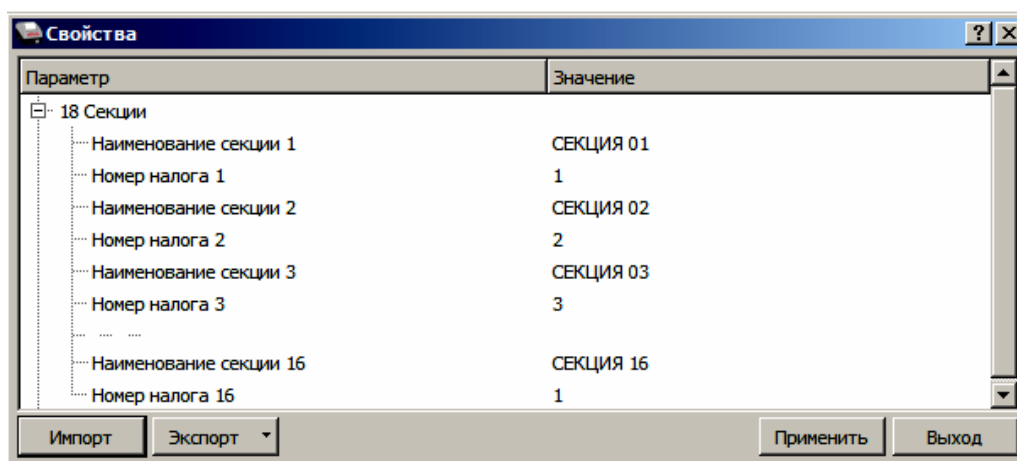 Свойства
Параметр Значение
18 Секции
Наименование секции 1 СЕКЦИЯ 01
Номер налога 1 1
Наименование секции 2 СЕКЦИЯ 02
Номер налога 2 2
Наименование секции 3 СЕКЦИЯ 03
Номер налога 3 3
... ... ...
Наименование секции 16 СЕКЦИЯ 16
Номер налога 16 1
Импорт Экспорт Применить Выход